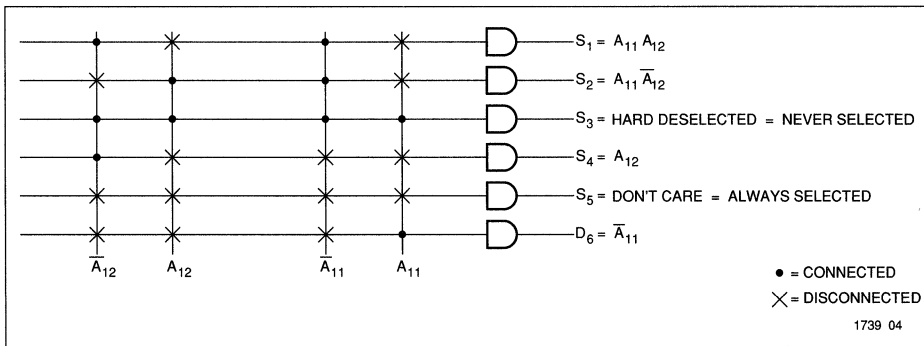 S₁ = A₁₁ A₁₂
S₂ = A₁₁ A̅₁₂
S₃ = HARD DESELECTED = NEVER SELECTED
S₄ = A₁₂
S₅ = DON'T CARE = ALWAYS SELECTED
D₆ = A̅₁₁
A̅₁₂ A₁₂ A̅₁₁ A₁₁
● = CONNECTED
╳ = DISCONNECTED
1739 04